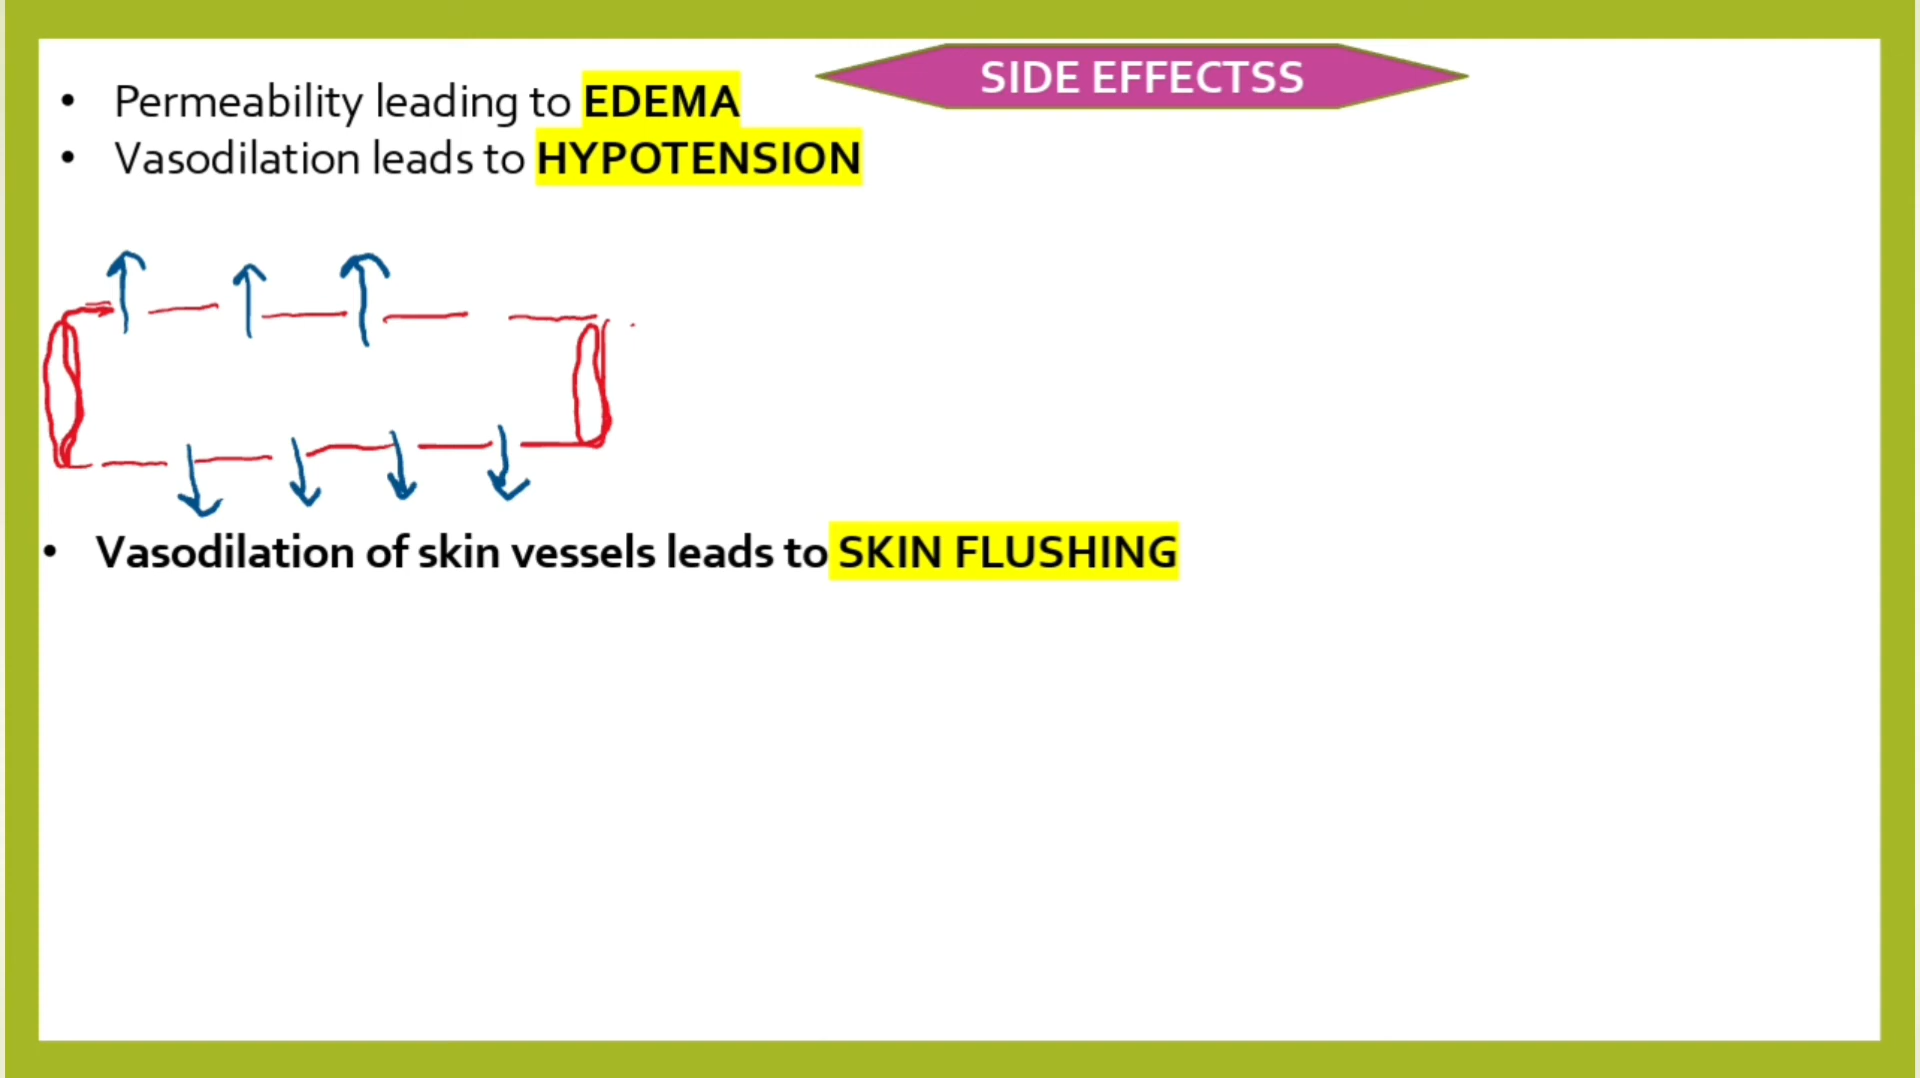 SIDE EFFECTSS
• Permeability leading to EDEMA
• Vasodilation leads to HYPOTENSION
• Vasodilation of skin vessels leads to SKIN FLUSHING